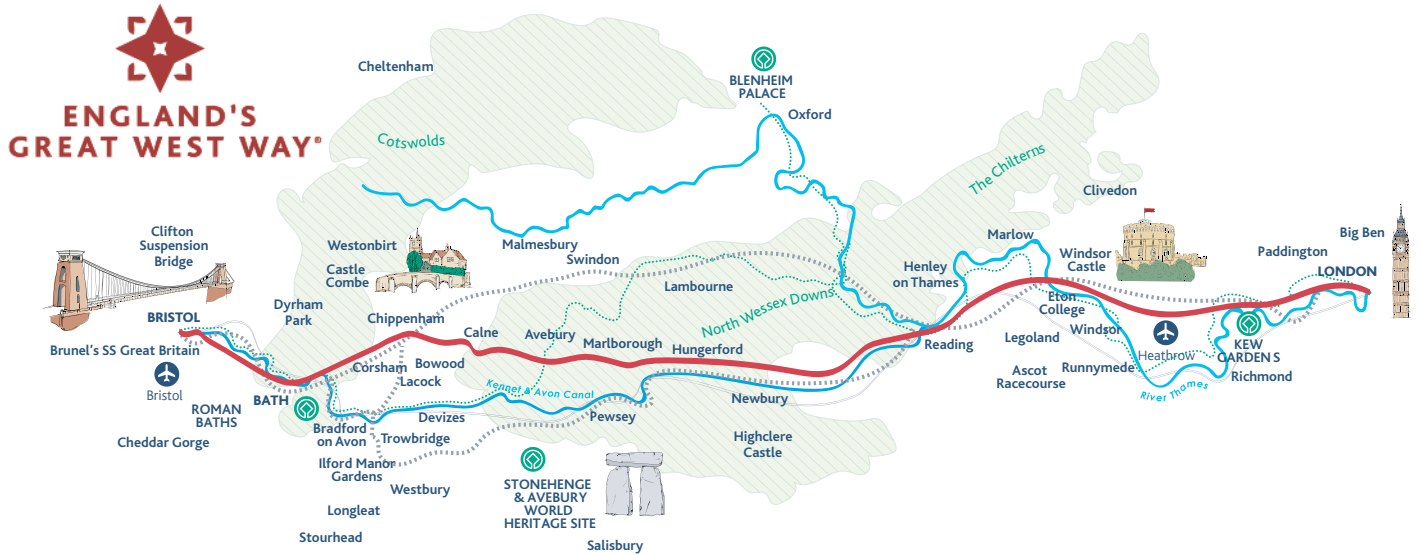 ENGLAND'S
GREAT WEST WAY®
Cheltenham
Cotswolds
BLENHEIM
PALACE
Oxford
The Chilterns
Clivedon
Clifton
Suspension
Bridge
Westonbirt
Castle
Combe
Malmesbury
Swindon
Marlow
Windsor
Castle
Paddington
Big Ben
LONDON
Henley
on Thames
Lambourne
North Wessex Downs
Dyrham
Park
BRISTOL
Chippenham
Calne
Avebury
Marlborough
Hungerford
Reading
Eton
College
Legoland
Windsor
Heathrow
KEW
GARDEN S
Richmond
Brunel's SS Great Britain
Bristol
Corsham
Bowood
Lacock
Kennet & Avon Canal
Ascot
Racecourse
Runnymede
River Thames
ROMAN
BATHS
BATH
Cheddar Gorge
Bradford
on Avon
Devizes
Trowbridge
Pewsey
Newbury
Highclere
Castle
Ilford Manor
Gardens
Westbury
Longleat
Stourhead
STONEHENGE
& AVEBURY
WORLD
HERITAGE SITE
Salisbury